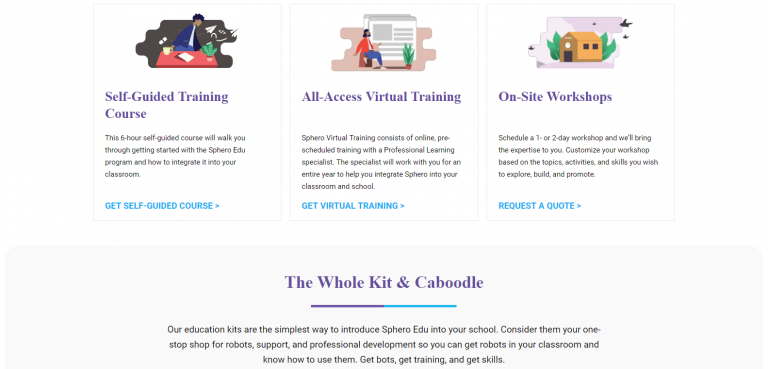 Self-Guided Training
Course
This 6-hour self-guided course will walk you
through getting started with the Sphero Edu
program and how to integrate it into your
classroom.
GET SELF-GUIDED COURSE >
All-Access Virtual Training
Sphero Virtual Training consists of online, pre-
scheduled training with a Professional Learning
specialist. The specialist will work with you for an
entire year to help you integrate Sphero into your
classroom and school.
GET VIRTUAL TRAINING >
On-Site Workshops
Schedule a 1- or 2-day workshop and we'll bring
the expertise to you. Customize your workshop
based on the topics, activities, and skills you wish
to explore, build, and promote.
REQUEST A QUOTE >
The Whole Kit & Caboodle
Our education kits are the simplest way to introduce Sphero Edu into your school. Consider them your one-
stop shop for robots, support, and professional development so you can get robots in your classroom and
know how to use them. Get bots, get training, and get skills.